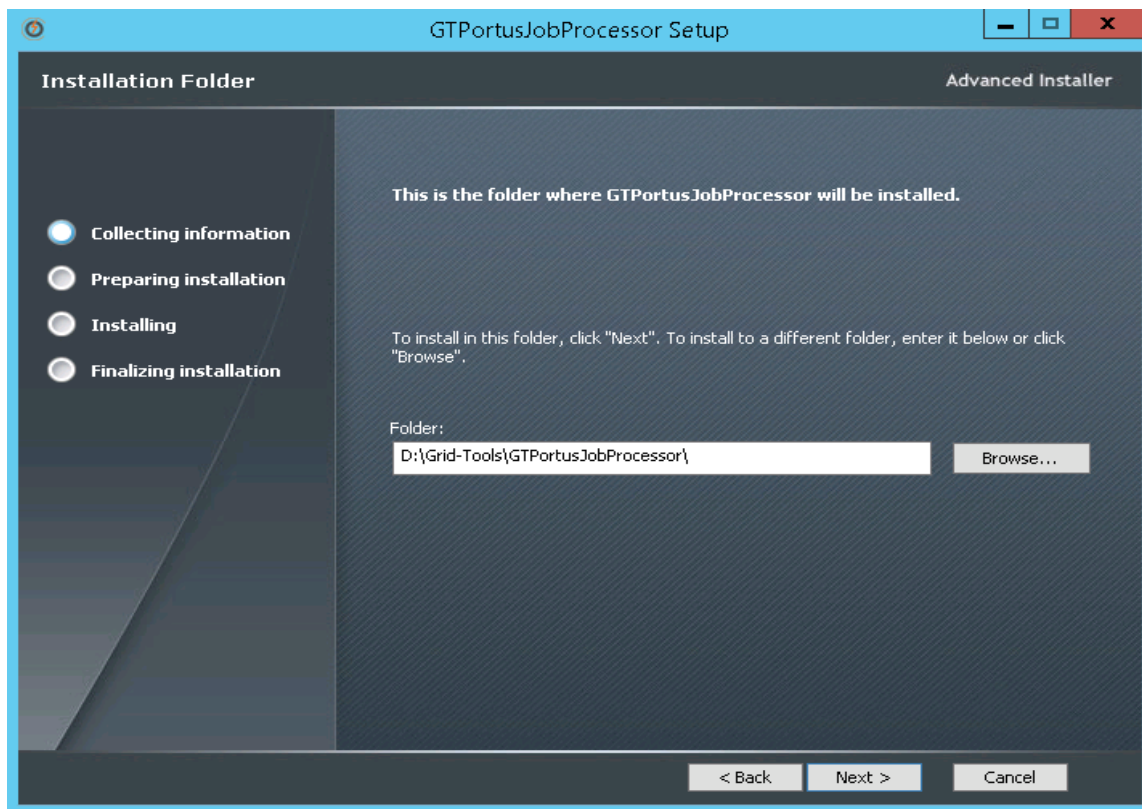 GTPortusJobProcessor Setup
Installation Folder
Advanced Installer
Collecting information
Preparing installation
Installing
Finalizing installation
This is the folder where GTPortusJobProcessor will be installed.
To install in this folder, click "Next". To install to a different folder, enter it below or click
"Browse".
Folder:
D:\Grid-Tools\GTPortusJobProcessor\
Browse...
< Back
Next >
Cancel